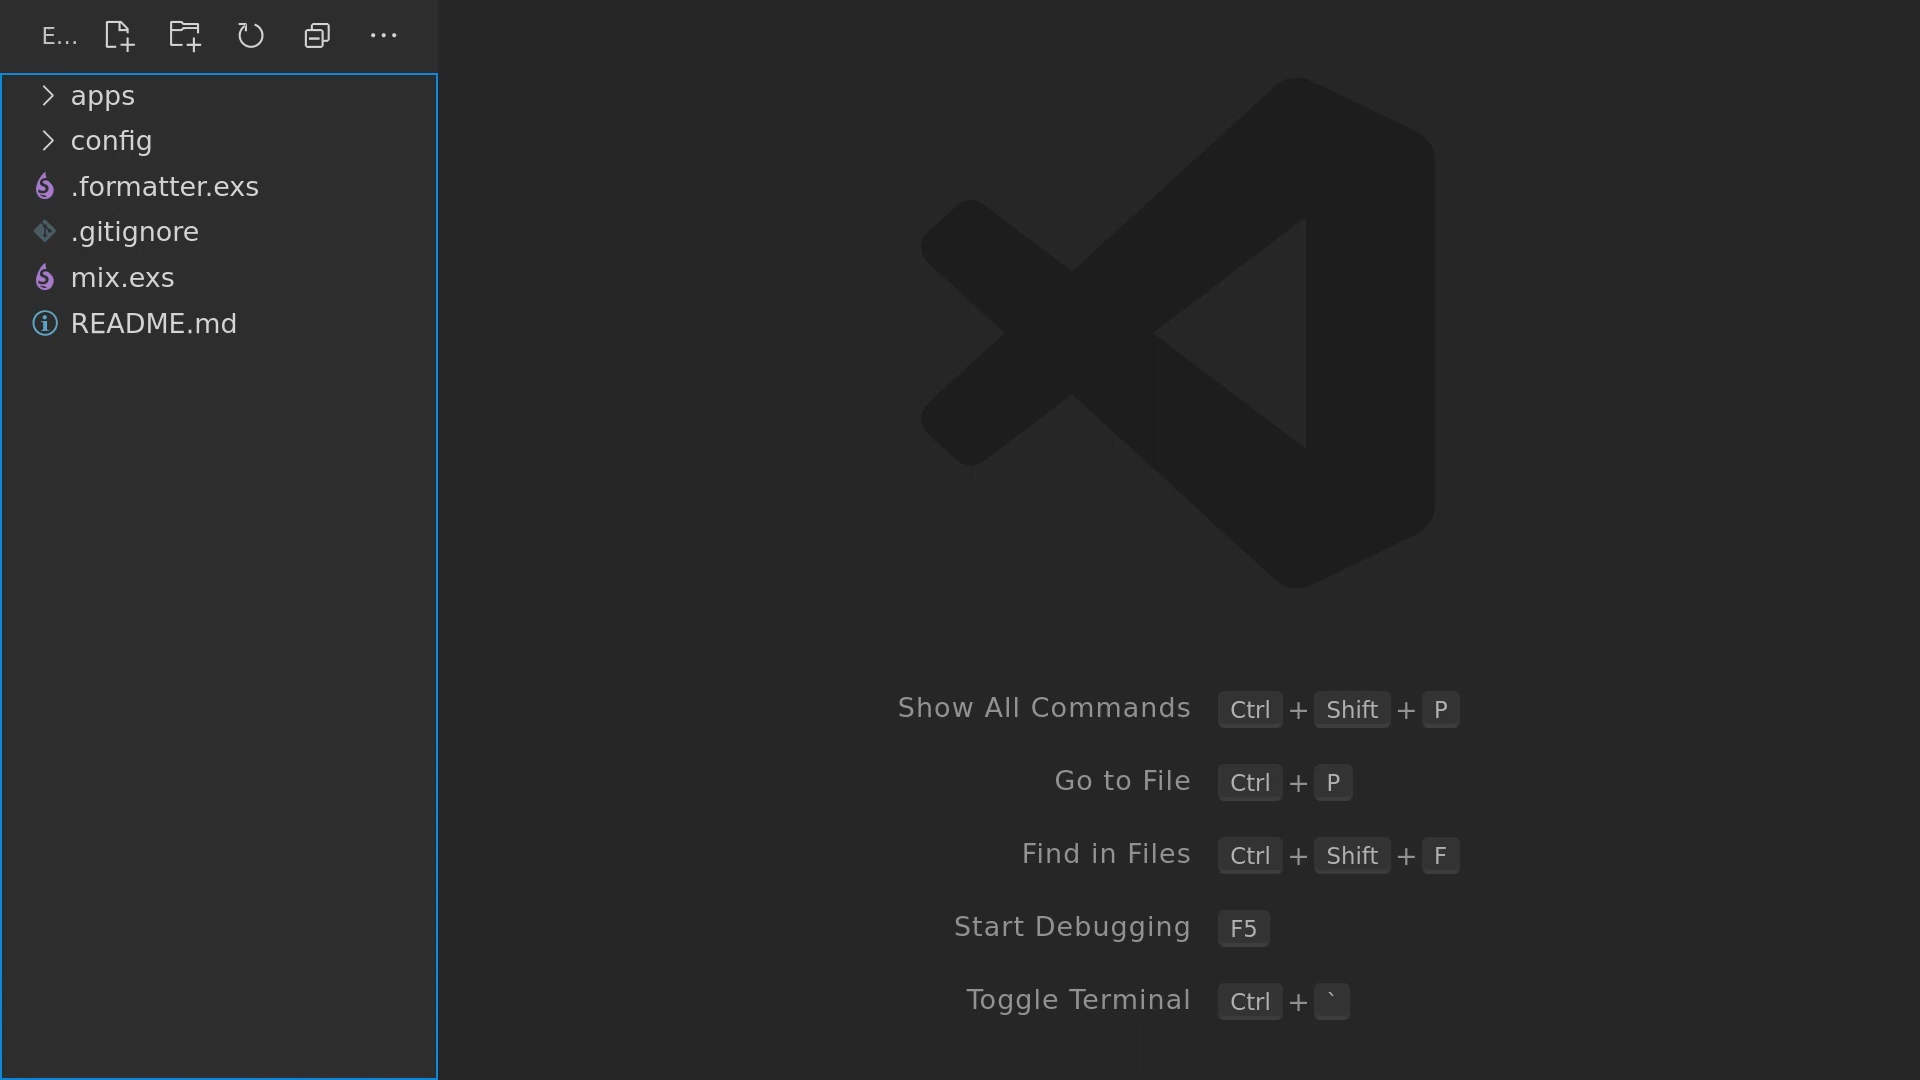 E...
apps
config
.formatter.exs
.gitignore
mix.exs
README.md
Show All Commands Ctrl + Shift + P
Go to File Ctrl + P
Find in Files Ctrl + Shift + F
Start Debugging F5
Toggle Terminal Ctrl + `